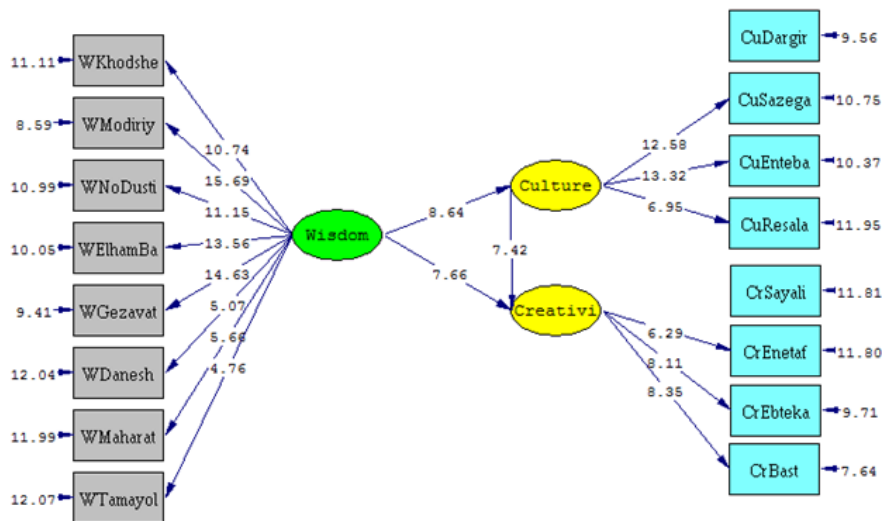 11.11 WKhodshe
8.59 WModiriy
10.99 WNoDusti
10.05 WElhamBa
9.41 WGezavat
12.04 WDanesh
11.99 WMaharat
12.07 WTamayol
10.74
15.69
11.15
13.56
14.63
5.07
5.66
4.76
Wisdom
8.64
7.66
Culture
7.42
Creativi
12.58
13.32
6.95
6.29
8.11
8.35
CuDargir 9.56
CuSazega 10.75
CuEnteba 10.37
CuResala 11.95
CrSayali 11.81
CrEnetaf 11.80
CrEbteka 9.71
CrBast 7.64